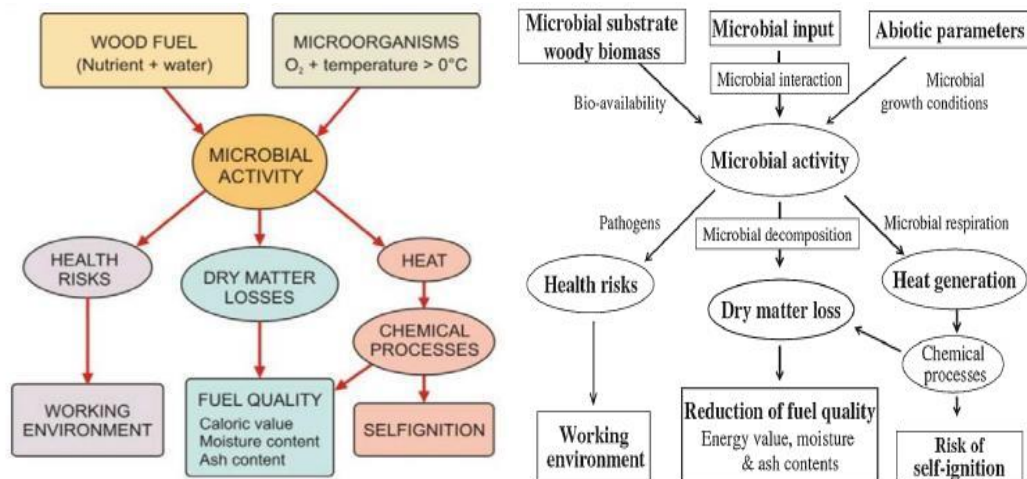 WOOD FUEL
(Nutrient + water)
MICROORGANISMS
O₂ + temperature > 0°C
MICROBIAL
ACTIVITY
HEALTH
RISKS
DRY MATTER
LOSSES
HEAT
CHEMICAL
PROCESSES
WORKING
ENVIRONMENT
FUEL QUALITY
Caloric value
Moisture content
Ash content
SELFIGNITION
Microbial substrate
woody biomass
Microbial input
Abiotic parameters
Microbial interaction
Bio-availability
Microbial
growth conditions
Microbial activity
Pathogens
Microbial decomposition
Microbial respiration
Health risks
Dry matter loss
Heat generation
Chemical
processes
Working
environment
Reduction of fuel quality
Energy value, moisture
& ash contents
Risk of
self-ignition